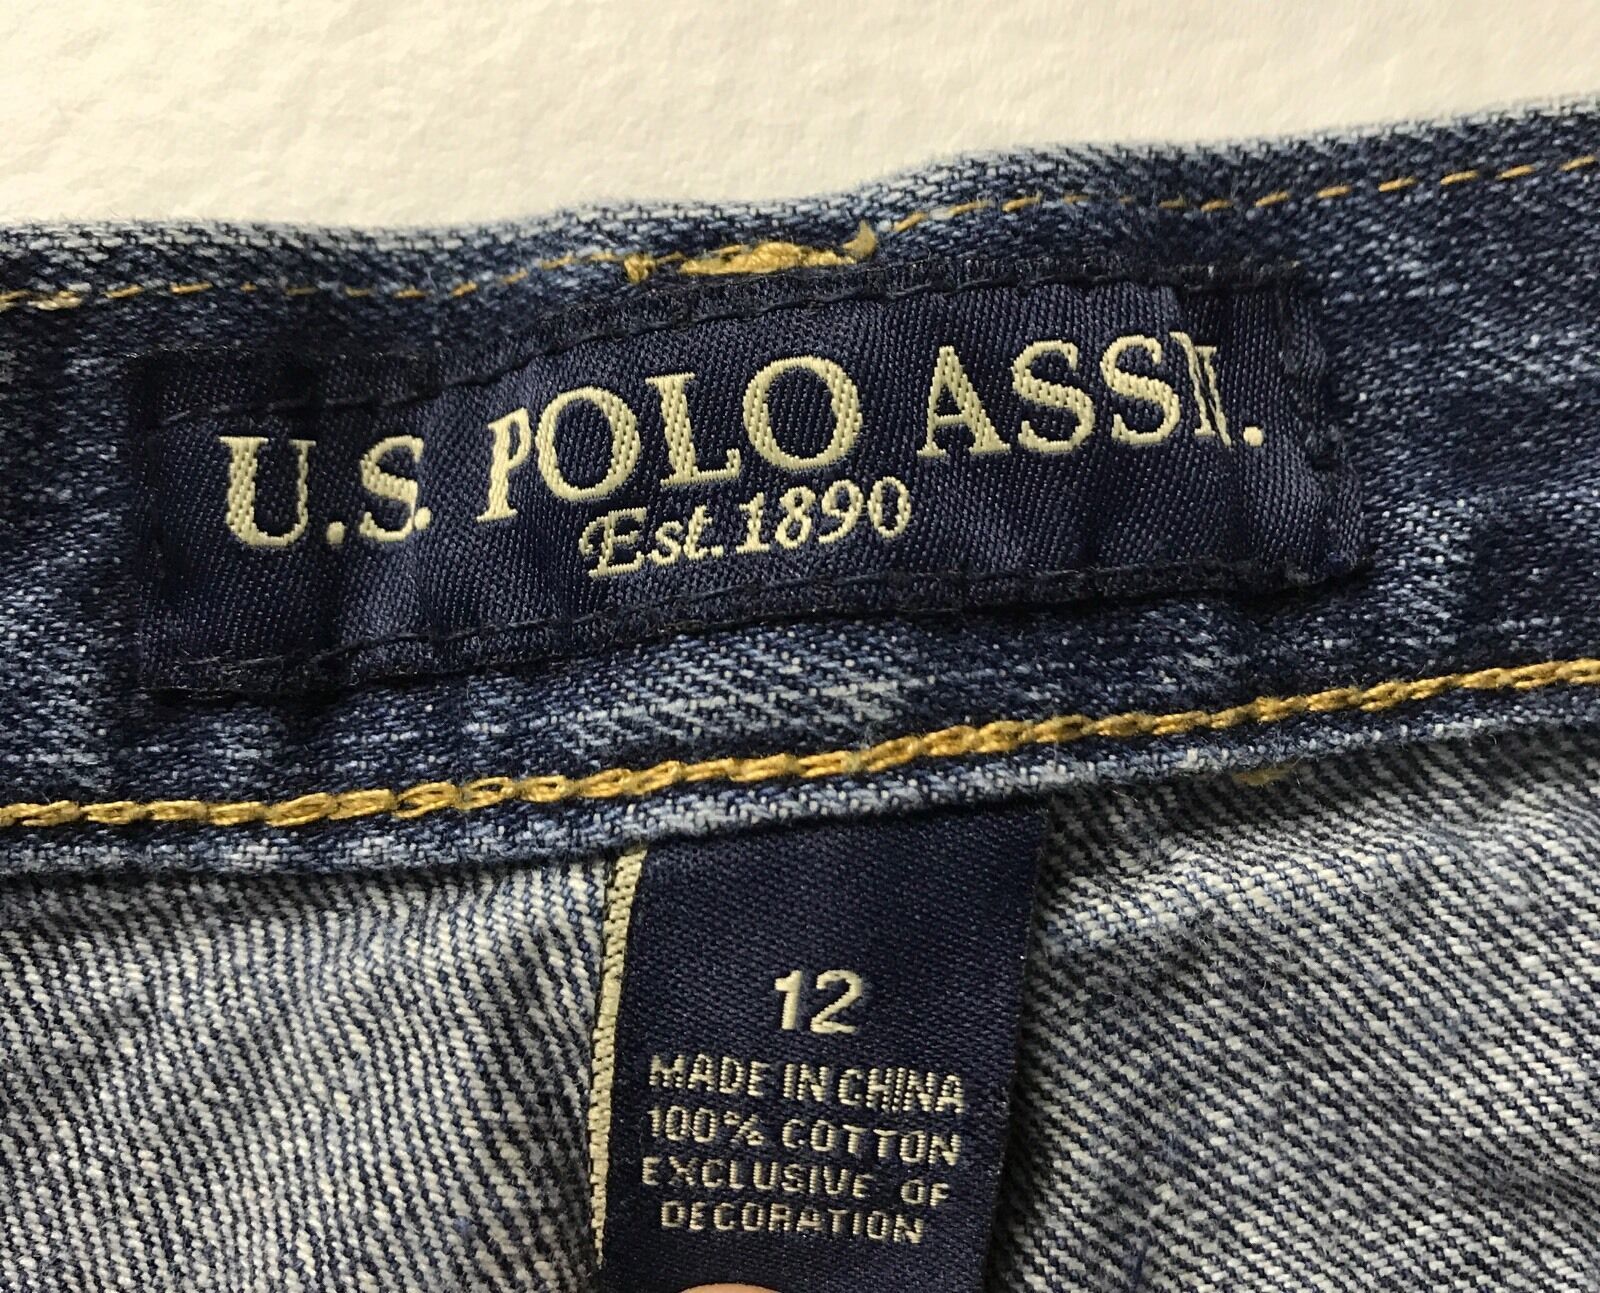 U.S. POLO ASSN.
Est.1890
12
MADE IN CHINA
100% COTTON
EXCLUSIVE OF
DECORATION